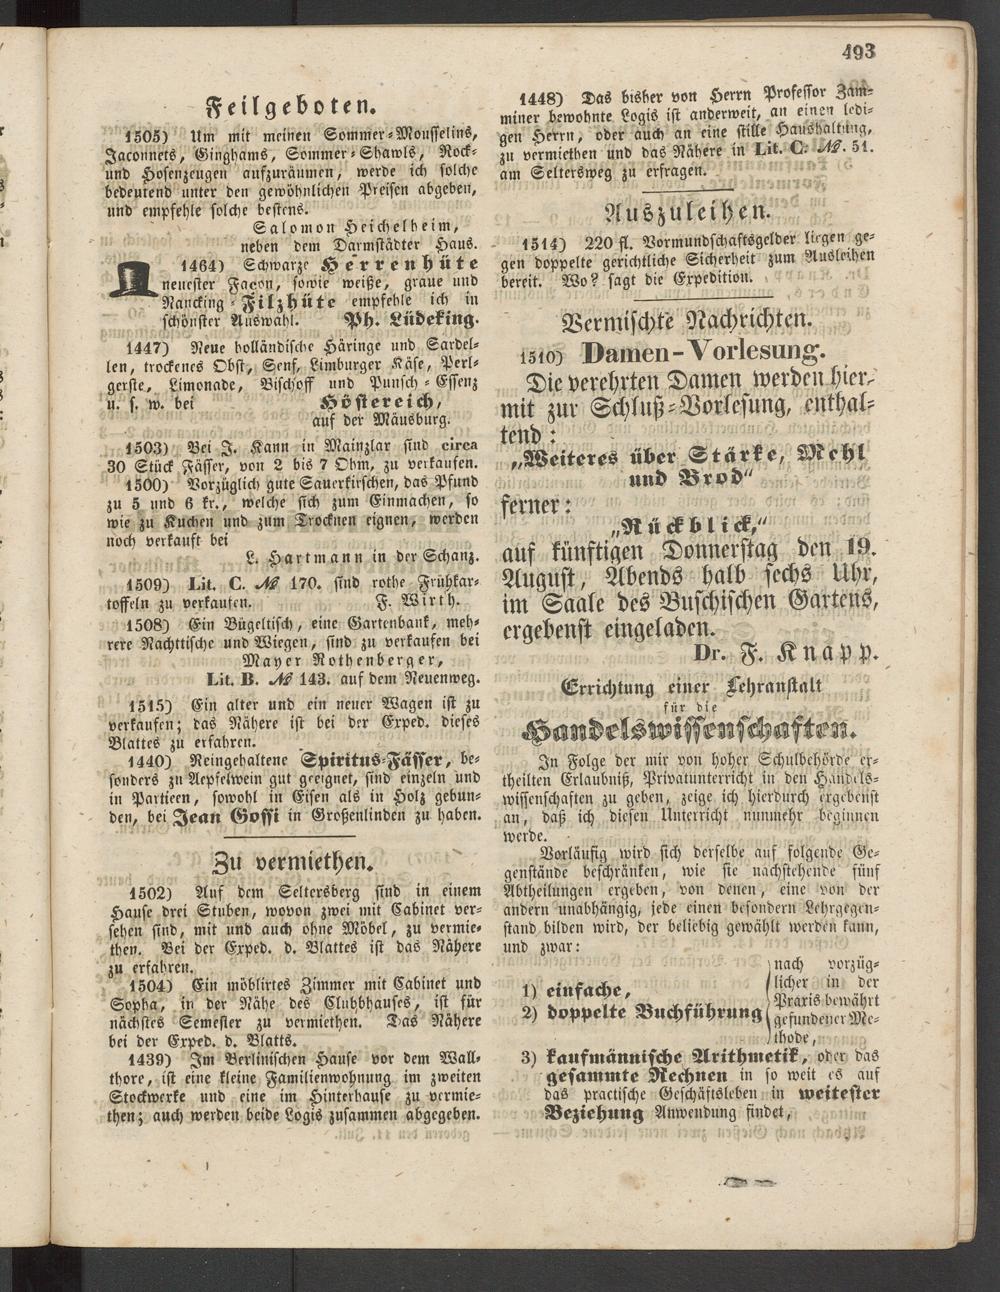 493
Feilgeboten.
1505) Um mit meinen Sommer-Mousselins,
Jaconnets, Ginghams, Sommer-Shawls, Rock-
und Hosenzeugen aufzuräumen, werde ich solche
bedeutend unter den gewöhnlichen Preisen abgeben,
und empfehle solche bestens.
Salomon Heichelheim,
neben dem Darmstädter Haus.
1464) Schwarze Herrenhüte
neuester Façon, sowie weiße, graue und
Nancking-Filzhüte empfehle ich in
schönster Auswahl. Ph. Lüdeking.
1447) Neue holländische Häringe und Sardel-
len, trockenes Obst, Senf, Limburger Käse, Perl-
gerste, Limonade, Bischoff und Punsch-Essenz
u. s. w. bei Höstereich,
auf der Mäusburg.
1503) Bei J. Kann in Mainzlar sind circa
30 Stück Fässer, von 2 bis 7 Ohm, zu verkaufen.
1500) Vorzüglich gute Sauerkirschen, das Pfund
zu 5 und 6 kr., welche sich zum Einmachen, so
wie zu Kuchen und zum Trocknen eignen, werden
noch verkauft bei
L. Hartmann in der Schanz.
1509) Lit. C. № 170. sind rothe Frühkar-
toffeln zu verkaufen. F. Wirth.
1508) Ein Bügeltisch, eine Gartenbank, meh-
rere Nachttische und Wiegen, sind zu verkaufen bei
Mayer Rothenberger,
Lit. B. № 143. auf dem Neuenweg.
1515) Ein alter und ein neuer Wagen ist zu
verkaufen; das Nähere ist bei der Exped. dieses
Blattes zu erfahren.
1440) Reingehaltene Spiritus-Fässer, be-
sonders zu Aepfelwein gut geeignet, sind einzeln und
in Partieen, sowohl in Eisen als in Holz gebun-
den, bei Jean Gossi in Großenlinden zu haben.
Zu vermiethen.
1502) Auf dem Seltersberg sind in einem
Hause drei Stuben, wovon zwei mit Cabinet ver-
sehen sind, mit und auch ohne Möbel, zu vermie-
then. Bei der Exped. d. Blattes ist das Nähere
zu erfahren.
1504) Ein möblirtes Zimmer mit Cabinet und
Sopha, in der Nähe des Clubbhauses, ist für
nächstes Semester zu vermiethen. Das Nähere
bei der Exped. d. Blatts.
1439) Im Berlinischen Hause vor dem Wall-
thore, ist eine kleine Familienwohnung im zweiten
Stockwerke und eine im Hinterhause zu vermie-
then; auch werden beide Logis zusammen abgegeben.
1448) Das bisher von Herrn Professor Zam-
miner bewohnte Logis ist anderweit, an einen ledi-
gen Herrn, oder auch an eine stille Haushaltung,
zu vermiethen und das Nähere in Lit. C. №. 51.
am Seltersweg zu erfragen.
Auszuleihen.
1514) 220 fl. Vormundschaftsgelder liegen ge-
gen doppelte gerichtliche Sicherheit zum Ausleihen
bereit. Wo? sagt die Expedition.
Vermischte Nachrichten.
1510) Damen-Vorlesung.
Die verehrten Damen werden hier-
mit zur Schluß-Vorlesung, enthal-
tend:
„Weiteres über Stärke, Mehl
und Brod“
ferner:
„Rückblick,“
auf künftigen Donnerstag den 19.
August, Abends halb sechs Uhr,
im Saale des Buschischen Gartens,
ergebenst eingeladen.
Dr. F. Knapp.
Errichtung einer Lehranstalt
für die
Handelswissenschaften.
In Folge der mir von hoher Schulbehörde er-
theilten Erlaubniß, Privatunterricht in den Handels-
wissenschaften zu geben, zeige ich hierdurch ergebenst
an, daß ich diesen Unterricht nunmehr beginnen
werde.
Vorläufig wird sich derselbe auf folgende Ge-
genstände beschränken, wie sie nachstehende fünf
Abtheilungen ergeben, von denen, eine von der
andern unabhängig, jede einen besondern Lehrgegen-
stand bilden wird, der beliebig gewählt werden kann,
und zwar:
1) einfache,
2) doppelte Buchführung
nach vorzüg-
licher in der
Praxis bewährt
gefundener Me-
thode,
3) kaufmännische Arithmetik, oder das
gesammte Rechnen in so weit es auf
das practische Geschäftsleben in weitester
Beziehung Anwendung findet,